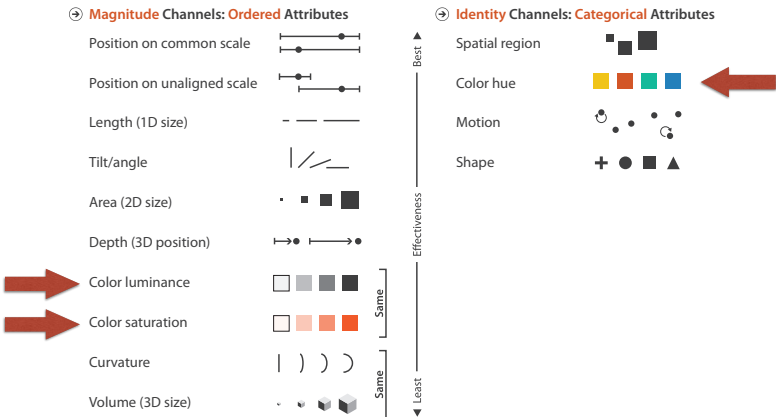 Magnitude Channels: Ordered Attributes
Position on common scale
Position on unaligned scale
Length (1D size)
Tilt/angle
Area (2D size)
Depth (3D position)
Color luminance
Color saturation
Curvature
Volume (3D size)
Same
Same
Best
Effectiveness
Least
Identity Channels: Categorical Attributes
Spatial region
Color hue
Motion
Shape